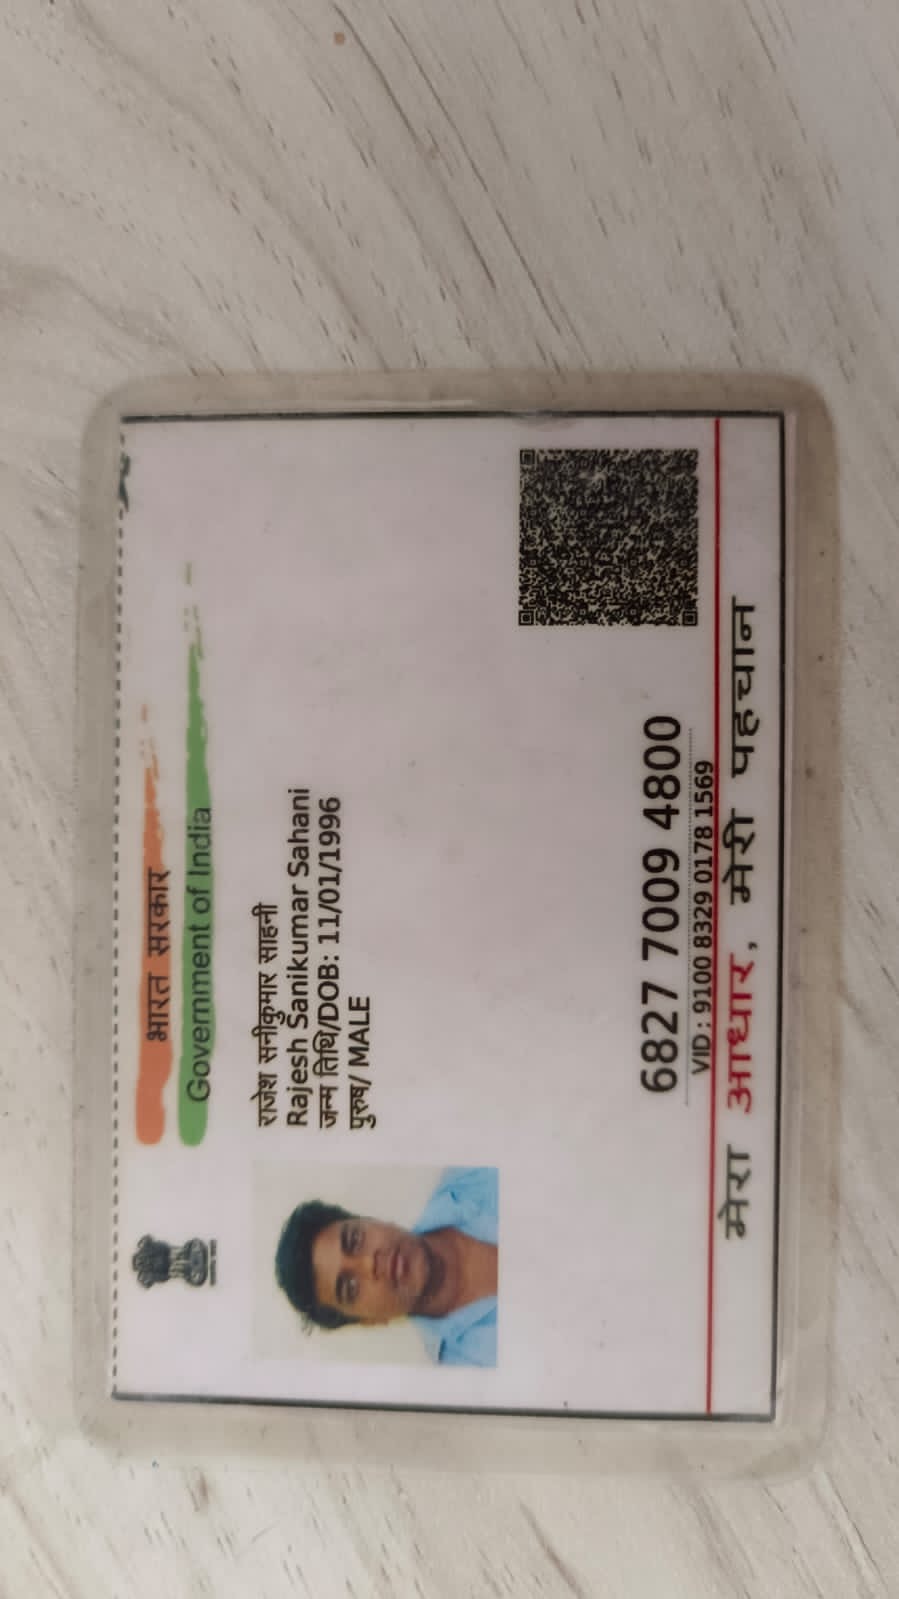 भारत सरकार
Government of India
राजेश सनीकुमार साहनी
Rajesh Sanikumar Sahani
जन्म तिथि/DOB: 11/01/1996
पुरुष/ MALE
6827 7009 4800
VID : 9100 8329 0178 1569
मेरा आधार, मेरी पहचान